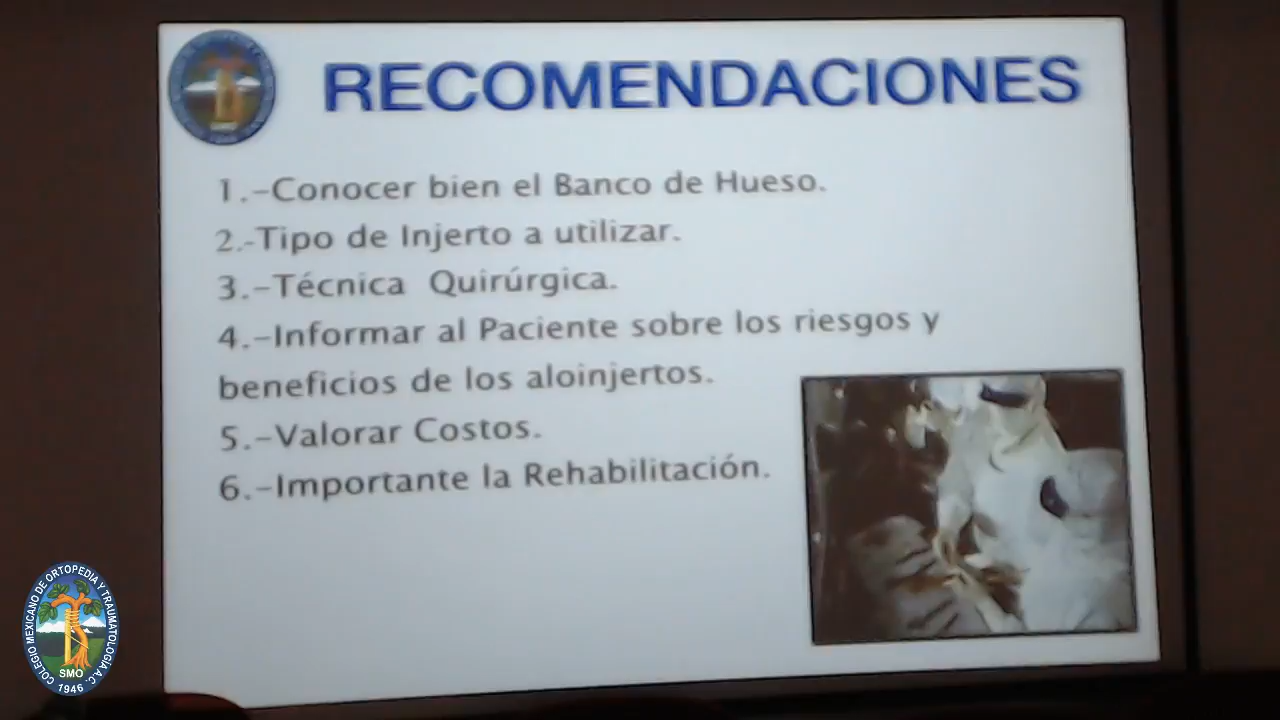 RECOMENDACIONES
1.-Conocer bien el Banco de Hueso.
2.-Tipo de Injerto a utilizar.
3.-Técnica Quirúrgica.
4.-Informar al Paciente sobre los riesgos y
beneficios de los aloinjertos.
5.-Valorar Costos.
6.-Importante la Rehabilitación.
COLEGIO MEXICANO DE ORTOPEDIA Y TRAUMATOLOGÍA A.C.
SMO
1946